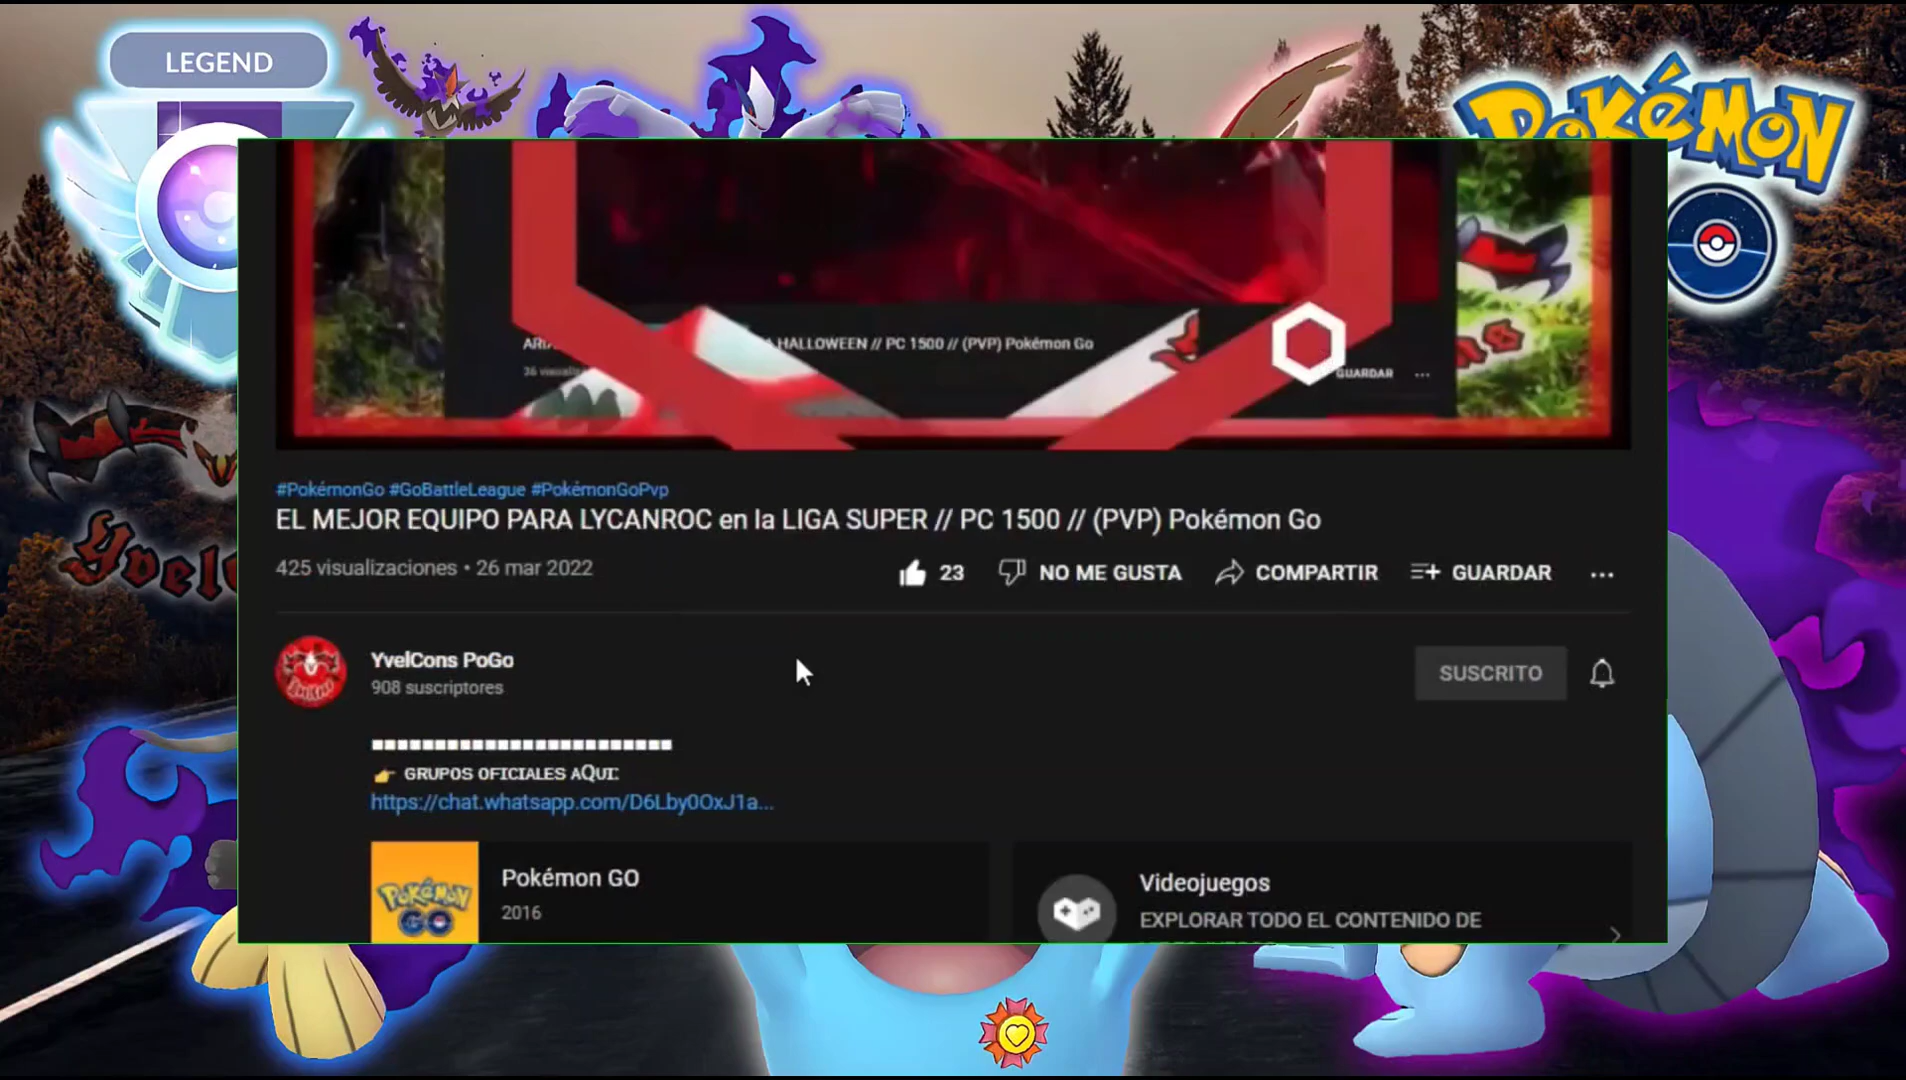 LEGEND
POKÉMON
HALLOWEEN // PC 1500 // (PVP) Pokémon Go
GUARDAR ...
#PokémonGo #GoBattleLeague #PokémonGoPvp
EL MEJOR EQUIPO PARA LYCANROC en la LIGA SUPER // PC 1500 // (PVP) Pokémon Go
425 visualizaciones • 26 mar 2022
23 NO ME GUSTA COMPARTIR GUARDAR ...
YvelCons PoGo
908 suscriptores
SUSCRITO
GRUPOS OFICIALES AQUI:
https://chat.whatsapp.com/D6Lby0OxJ1a...
POKÉMON GO
Pokémon GO
2016
Videojuegos
EXPLORAR TODO EL CONTENIDO DE